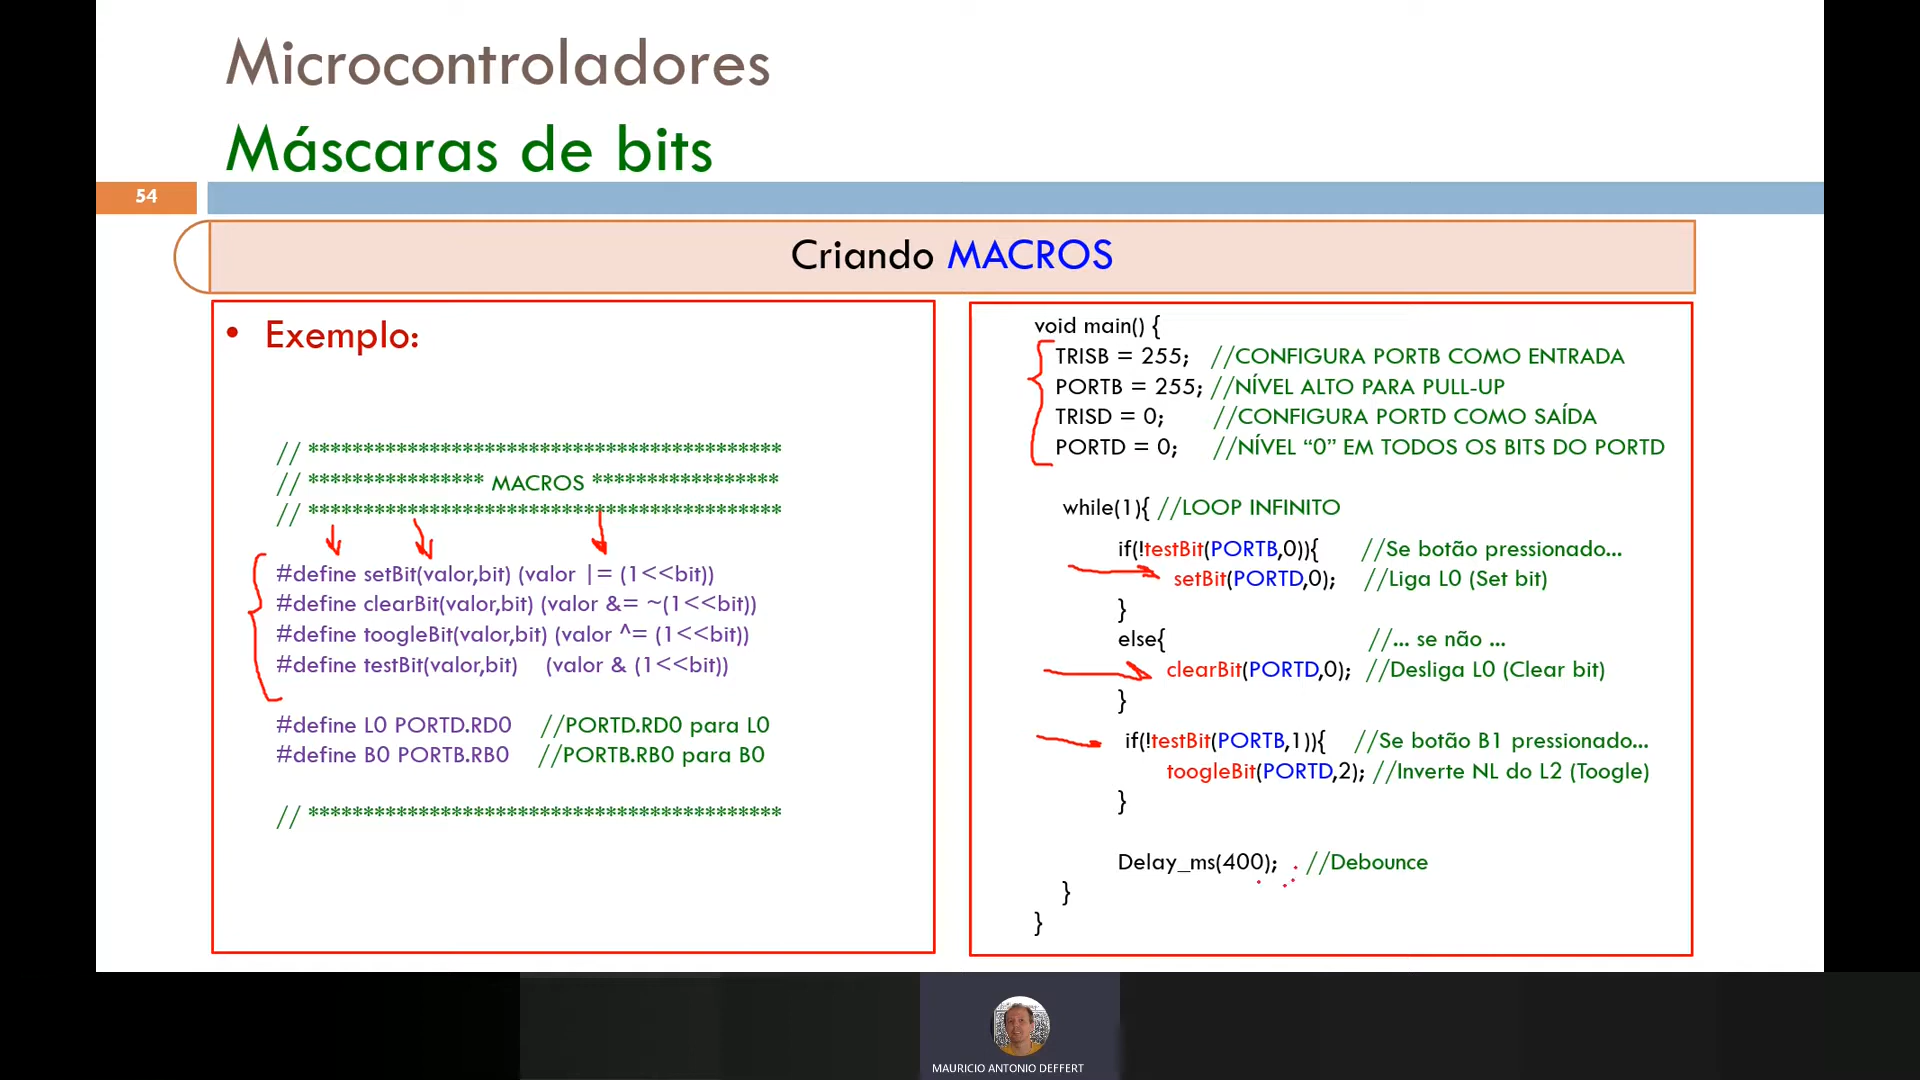 Microcontroladores
Máscaras de bits
54
Criando MACROS
• Exemplo:
// *******************************************
// **************** MACROS *****************
// *******************************************
#define setBit(valor,bit) (valor |= (1<<bit))
#define clearBit(valor,bit) (valor &= ~(1<<bit))
#define toogleBit(valor,bit) (valor ^= (1<<bit))
#define testBit(valor,bit) (valor & (1<<bit))
#define L0 PORTD.RD0 //PORTD.RD0 para L0
#define B0 PORTB.RB0 //PORTB.RB0 para B0
// *******************************************
void main() {
TRISB = 255; //CONFIGURA PORTB COMO ENTRADA
PORTB = 255; //NÍVEL ALTO PARA PULL-UP
TRISD = 0; //CONFIGURA PORTD COMO SAÍDA
PORTD = 0; //NÍVEL “0” EM TODOS OS BITS DO PORTD
while(1){ //LOOP INFINITO
if(!testBit(PORTB,0)){ //Se botão pressionado...
setBit(PORTD,0); //Liga L0 (Set bit)
}
else{ //... se não ...
clearBit(PORTD,0); //Desliga L0 (Clear bit)
}
if(!testBit(PORTB,1)){ //Se botão B1 pressionado...
toogleBit(PORTD,2); //Inverte NL do L2 (Toogle)
}
Delay_ms(400); //Debounce
}
}
MAURICIO ANTONIO DEFFERT